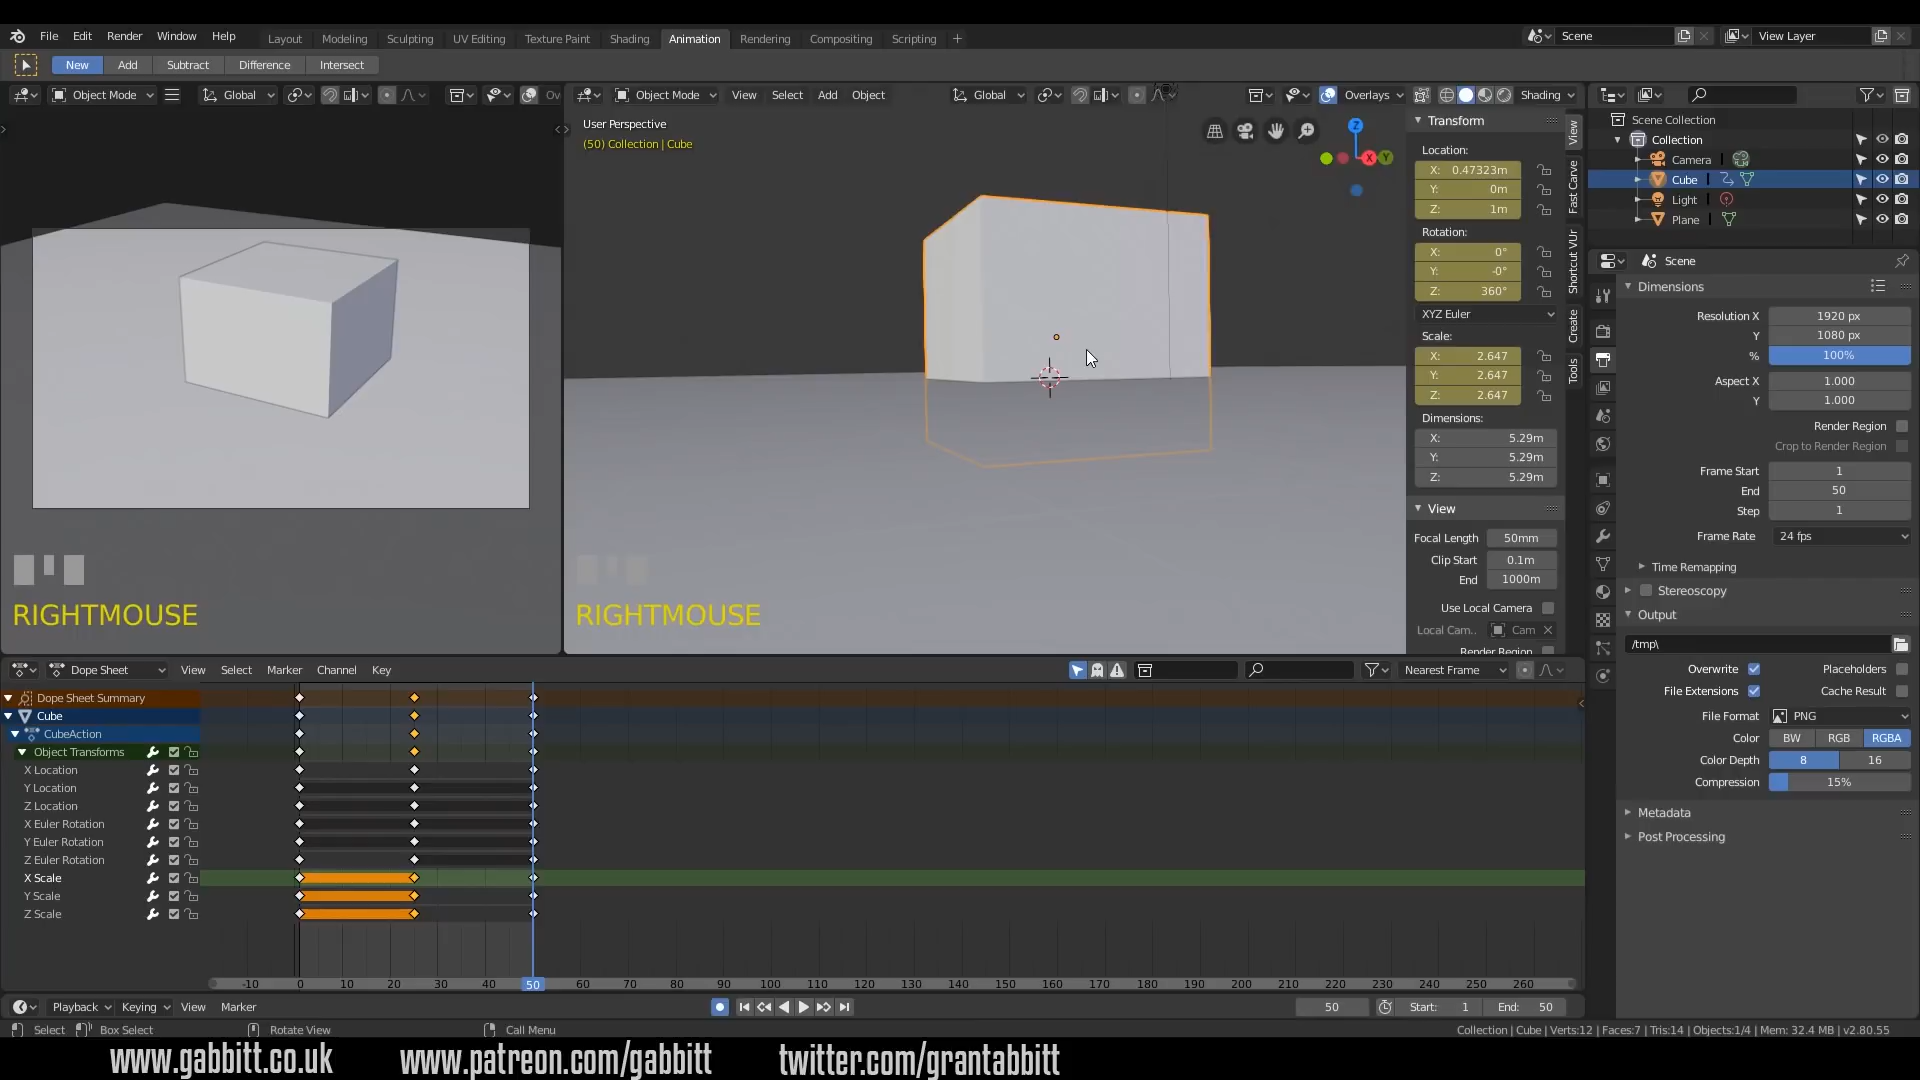 File Edit Render Window Help Layout Modeling Sculpting UV Editing Texture Paint Shading Animation Rendering Compositing Scripting + Scene View Layer
New Add Subtract Difference Intersect
Object Mode Global Ov
Object Mode View Select Add Object Global Overlays Shading
User Perspective
(50) Collection | Cube
RIGHTMOUSE
RIGHTMOUSE
Z
X
Y
Transform
Location:
X: 0.47323m
Y: 0m
Z: 1m
Rotation:
X: 0°
Y: -0°
Z: 360°
XYZ Euler
Scale:
X: 2.647
Y: 2.647
Z: 2.647
Dimensions:
X: 5.29m
Y: 5.29m
Z: 5.29m
View
Focal Length 50mm
Clip Start 0.1m
End 1000m
Use Local Camera
Local Cam.. Cam
Render Region
View
Fast Carve
Shortcut VUr
Create
Tools
Scene Collection
Collection
Camera
Cube
Light
Plane
Scene
Dimensions
Resolution X 1920 px
Y 1080 px
% 100%
Aspect X 1.000
Y 1.000
Render Region
Crop to Render Region
Frame Start 1
End 50
Step 1
Frame Rate 24 fps
Time Remapping
Stereoscopy
Output
/tmp\
Overwrite Placeholders
File Extensions Cache Result
File Format PNG
Color BW RGB RGBA
Color Depth 8 16
Compression 15%
Metadata
Post Processing
Dope Sheet View Select Marker Channel Key Nearest Frame
Dope Sheet Summary
Cube
CubeAction
Object Transforms
X Location
Y Location
Z Location
X Euler Rotation
Y Euler Rotation
Z Euler Rotation
X Scale
Y Scale
Z Scale
-10 0 10 20 30 40 50 60 70 80 90 100 110 120 130 140 150 160 170 180 190 200 210 220 230 240 250 260
Playback Keying View Marker 50 Start: 1 End: 50
Select Box Select Rotate View Call Menu Collection | Cube | Verts:12 | Faces:7 | Tris:14 | Objects:1/4 | Mem: 32.4 MB | v2.80.55
www.gabbitt.co.uk www.patreon.com/gabbitt twitter.com/grantabbitt